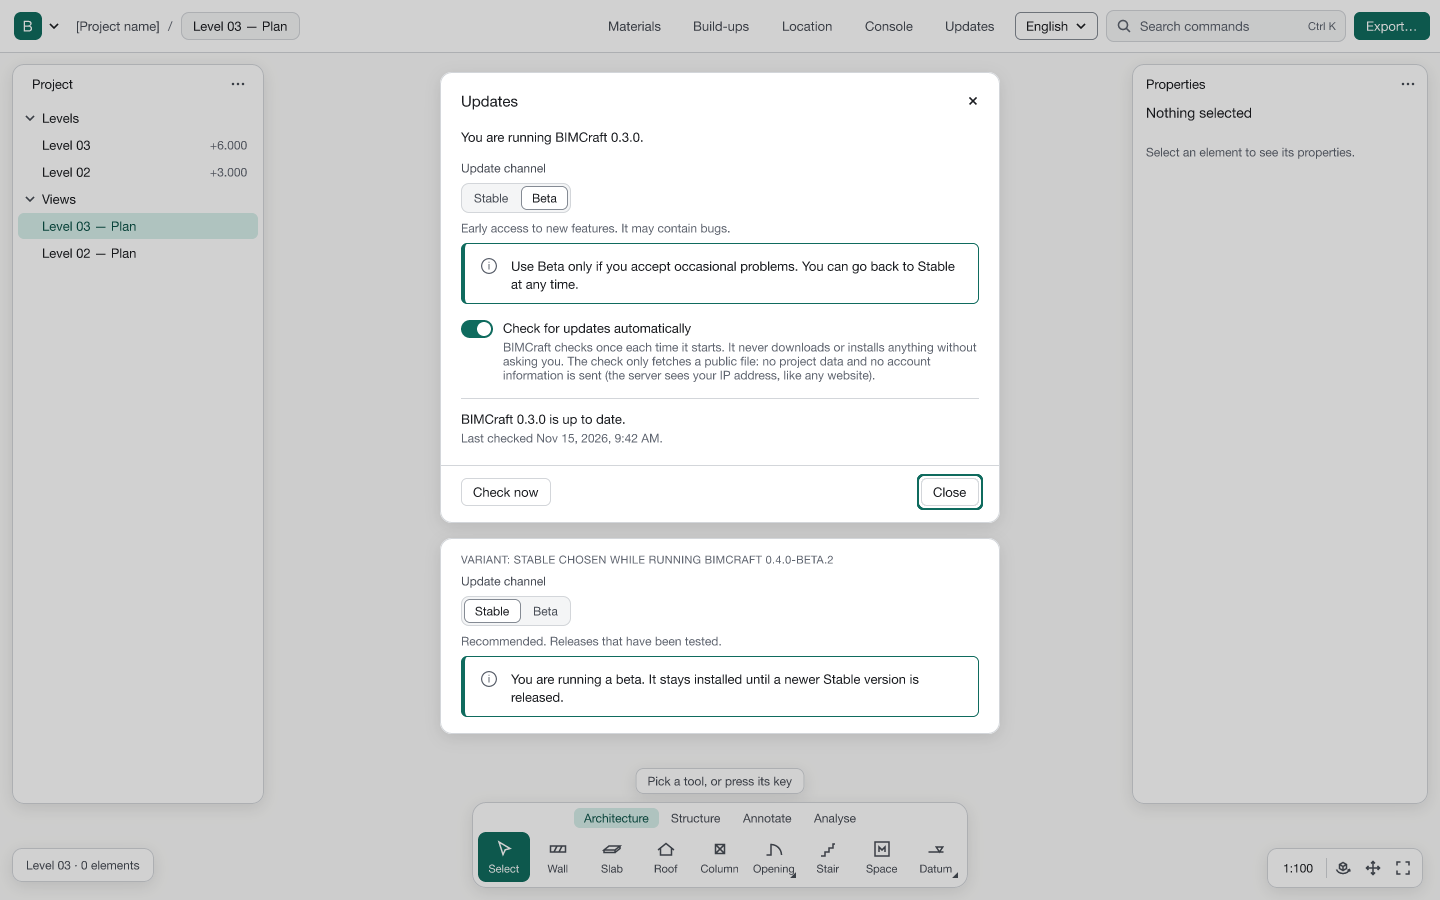 B
[Project name] / Level 03 — Plan
Materials Build-ups Location Console Updates English Search commands Ctrl K Export...
Project
Levels
Level 03 +6.000
Level 02 +3.000
Views
Level 03 — Plan
Level 02 — Plan
Updates
You are running BIMCraft 0.3.0.
Update channel
Stable Beta
Early access to new features. It may contain bugs.
Use Beta only if you accept occasional problems. You can go back to Stable
at any time.
Check for updates automatically
BIMCraft checks once each time it starts. It never downloads or installs anything without
asking you. The check only fetches a public file: no project data and no account
information is sent (the server sees your IP address, like any website).
BIMCraft 0.3.0 is up to date.
Last checked Nov 15, 2026, 9:42 AM.
Check now Close
VARIANT: STABLE CHOSEN WHILE RUNNING BIMCRAFT 0.4.0-BETA.2
Update channel
Stable Beta
Recommended. Releases that have been tested.
You are running a beta. It stays installed until a newer Stable version is
released.
Properties
Nothing selected
Select an element to see its properties.
Pick a tool, or press its key
Architecture Structure Annotate Analyse
Select Wall Slab Roof Column Opening Stair Space Datum
Level 03 · 0 elements
1:100